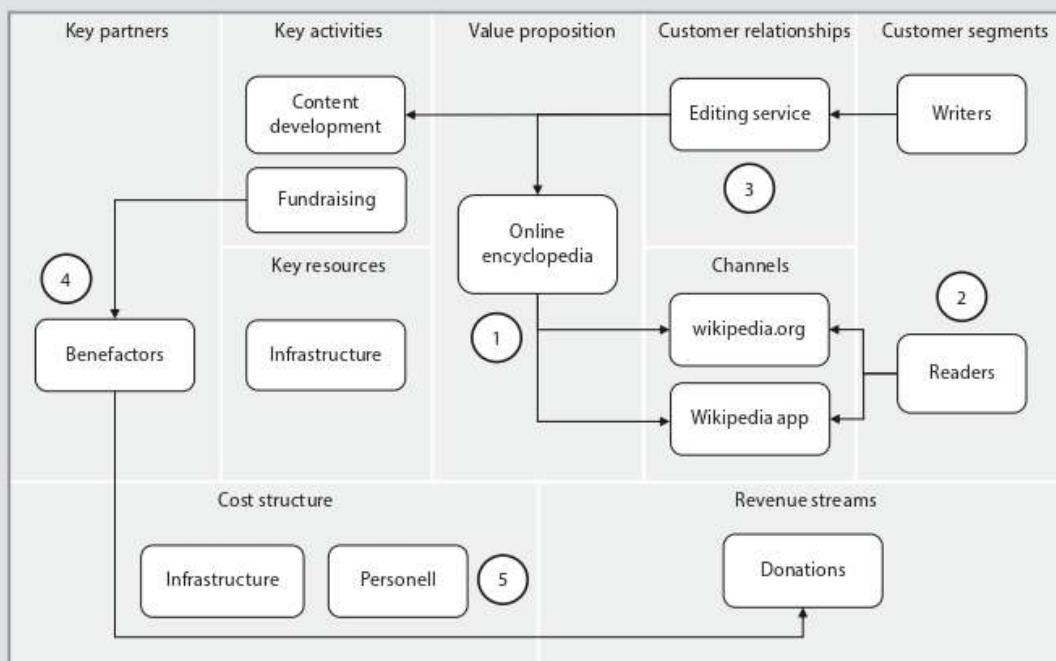 Key partners
Key activities
Value proposition
Customer relationships
Customer segments
Content
development
Editing service
Writers
Fundraising
3
Online
encyclopedia
4
Key resources
Channels
2
1
Benefactors
Infrastructure
wikipedia.org
Readers
Wikipedia app
Cost structure
Revenue streams
Infrastructure
Personell
5
Donations